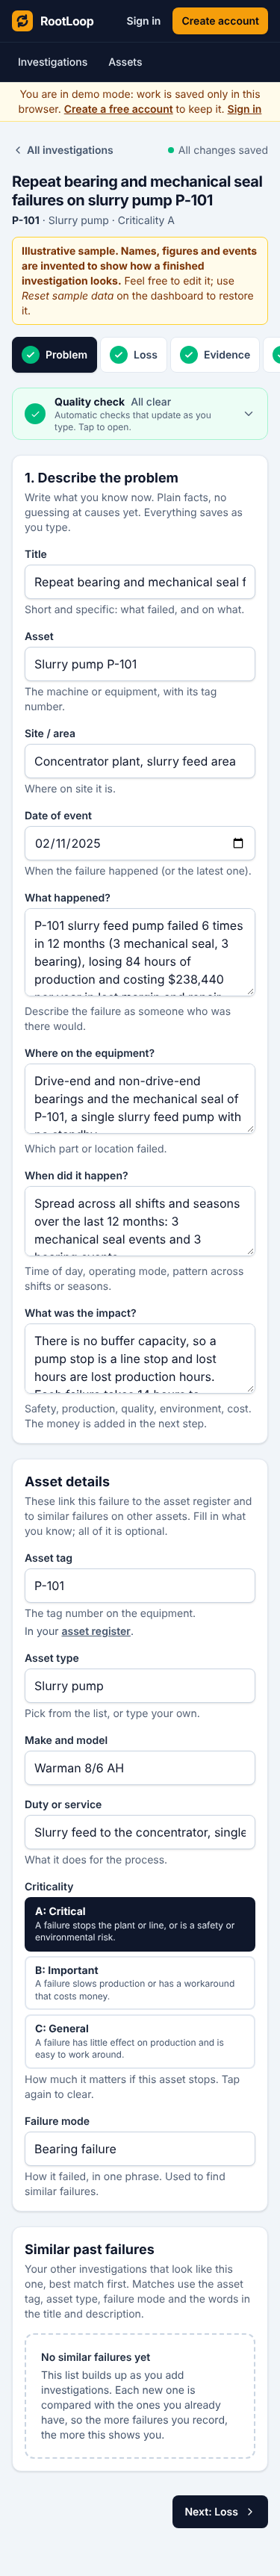 RootLoop
Sign in
Create account
Investigations
Assets
You are in demo mode: work is saved only in this
browser. Create a free account to keep it. Sign in
All investigations
All changes saved
Repeat bearing and mechanical seal
failures on slurry pump P-101
P-101 · Slurry pump · Criticality A
Illustrative sample. Names, figures and events
are invented to show how a finished
investigation looks. Feel free to edit it; use
Reset sample data on the dashboard to restore
it.
Problem
Loss
Evidence
Quality check All clear
Automatic checks that update as you
type. Tap to open.
1. Describe the problem
Write what you know now. Plain facts, no
guessing at causes yet. Everything saves as
you type.
Title
Repeat bearing and mechanical seal f
Short and specific: what failed, and on what.
Asset
Slurry pump P-101
The machine or equipment, with its tag
number.
Site / area
Concentrator plant, slurry feed area
Where on site it is.
Date of event
02/11/2025
When the failure happened (or the latest one).
What happened?
P-101 slurry feed pump failed 6 times
in 12 months (3 mechanical seal, 3
bearing), losing 84 hours of
production and costing $238,440
per year in lost margin and repair
Describe the failure as someone who was
there would.
Where on the equipment?
Drive-end and non-drive-end
bearings and the mechanical seal of
P-101, a single slurry feed pump with
no standby
Which part or location failed.
When did it happen?
Spread across all shifts and seasons
over the last 12 months: 3
mechanical seal events and 3
bearing events
Time of day, operating mode, pattern across
shifts or seasons.
What was the impact?
There is no buffer capacity, so a
pump stop is a line stop and lost
hours are lost production hours.
Each failure takes 14 hours to
Safety, production, quality, environment, cost.
The money is added in the next step.
Asset details
These link this failure to the asset register and
to similar failures on other assets. Fill in what
you know; all of it is optional.
Asset tag
P-101
The tag number on the equipment.
In your asset register.
Asset type
Slurry pump
Pick from the list, or type your own.
Make and model
Warman 8/6 AH
Duty or service
Slurry feed to the concentrator, single
What it does for the process.
Criticality
A: Critical
A failure stops the plant or line, or is a safety or
environmental risk.
B: Important
A failure slows production or has a workaround
that costs money.
C: General
A failure has little effect on production and is
easy to work around.
How much it matters if this asset stops. Tap
again to clear.
Failure mode
Bearing failure
How it failed, in one phrase. Used to find
similar failures.
Similar past failures
Your other investigations that look like this
one, best match first. Matches use the asset
tag, asset type, failure mode and the words in
the title and description.
No similar failures yet
This list builds up as you add
investigations. Each new one is
compared with the ones you already
have, so the more failures you record,
the more this shows you.
Next: Loss